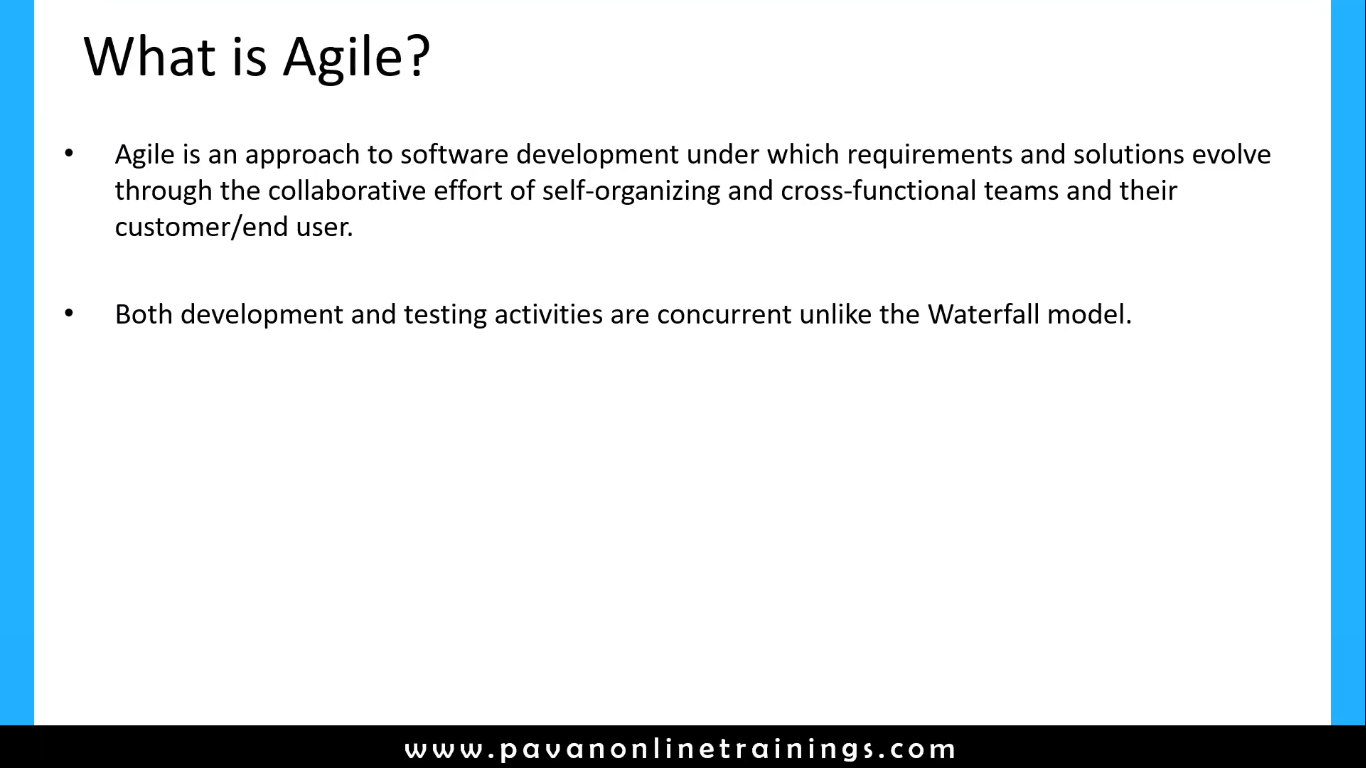 What is Agile?
• Agile is an approach to software development under which requirements and solutions evolve
through the collaborative effort of self-organizing and cross-functional teams and their
customer/end user.
• Both development and testing activities are concurrent unlike the Waterfall model.
www.pavanonlinetrainings.com